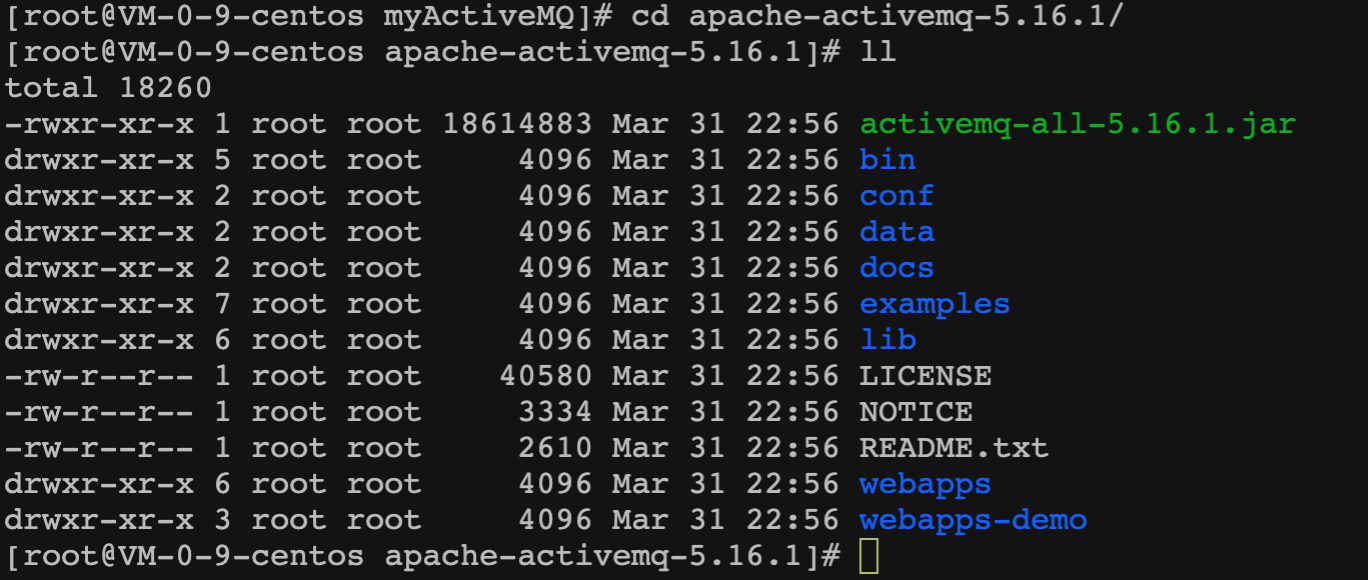 [root@VM-0-9-centos myActiveMQ]# cd apache-activemq-5.16.1/
[root@VM-0-9-centos apache-activemq-5.16.1]# ll
total 18260
-rwxr-xr-x 1 root root 18614883 Mar 31 22:56 activemq-all-5.16.1.jar
drwxr-xr-x 5 root root     4096 Mar 31 22:56 bin
drwxr-xr-x 2 root root     4096 Mar 31 22:56 conf
drwxr-xr-x 2 root root     4096 Mar 31 22:56 data
drwxr-xr-x 2 root root     4096 Mar 31 22:56 docs
drwxr-xr-x 7 root root     4096 Mar 31 22:56 examples
drwxr-xr-x 6 root root     4096 Mar 31 22:56 lib
-rw-r--r-- 1 root root    40580 Mar 31 22:56 LICENSE
-rw-r--r-- 1 root root     3334 Mar 31 22:56 NOTICE
-rw-r--r-- 1 root root     2610 Mar 31 22:56 README.txt
drwxr-xr-x 6 root root     4096 Mar 31 22:56 webapps
drwxr-xr-x 3 root root     4096 Mar 31 22:56 webapps-demo
[root@VM-0-9-centos apache-activemq-5.16.1]#